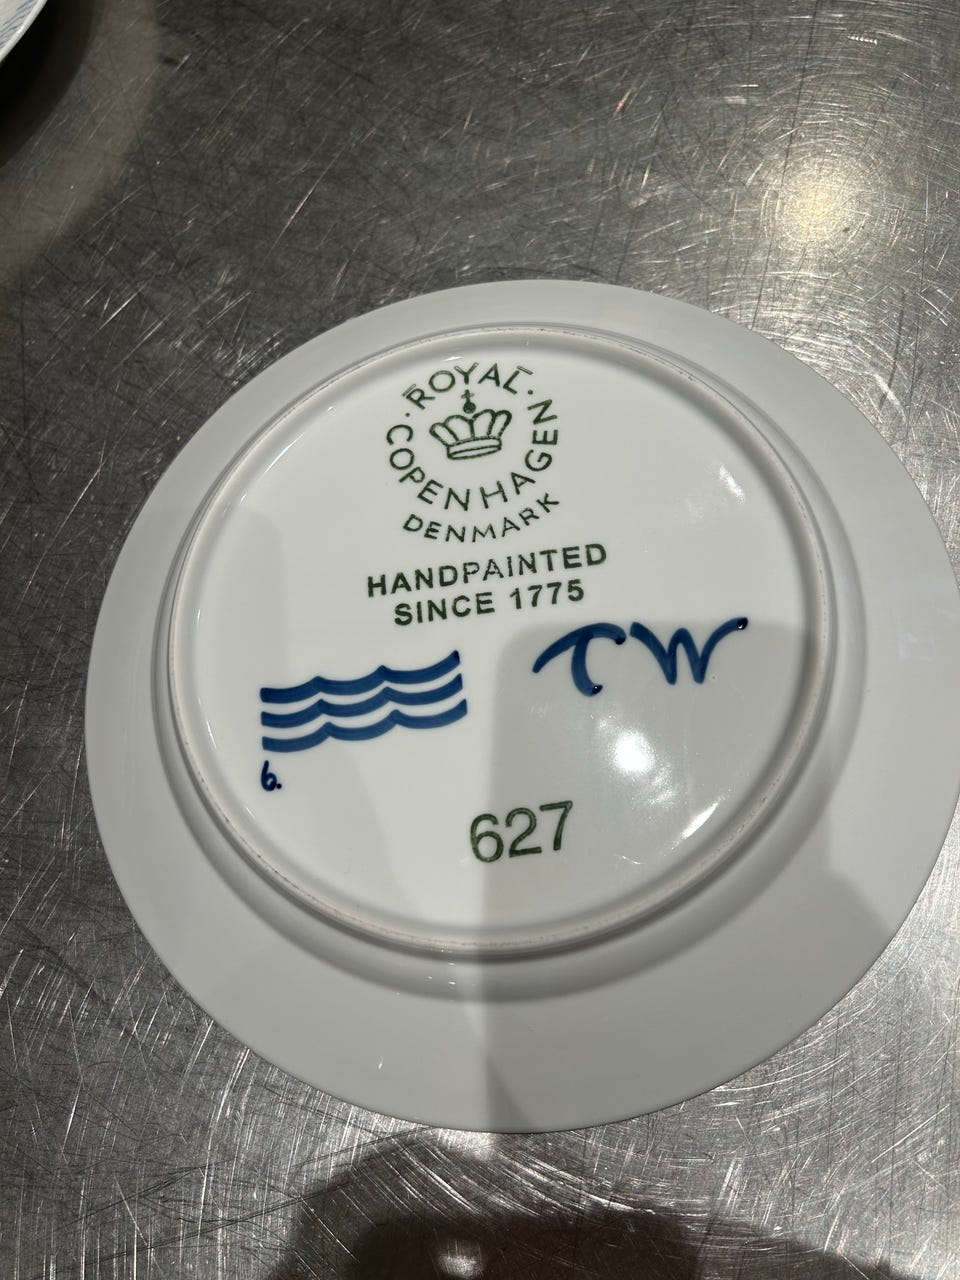 ROYAL
COPENHAGEN
DENMARK
HANDPAINTED
SINCE 1775
TW
6.
627